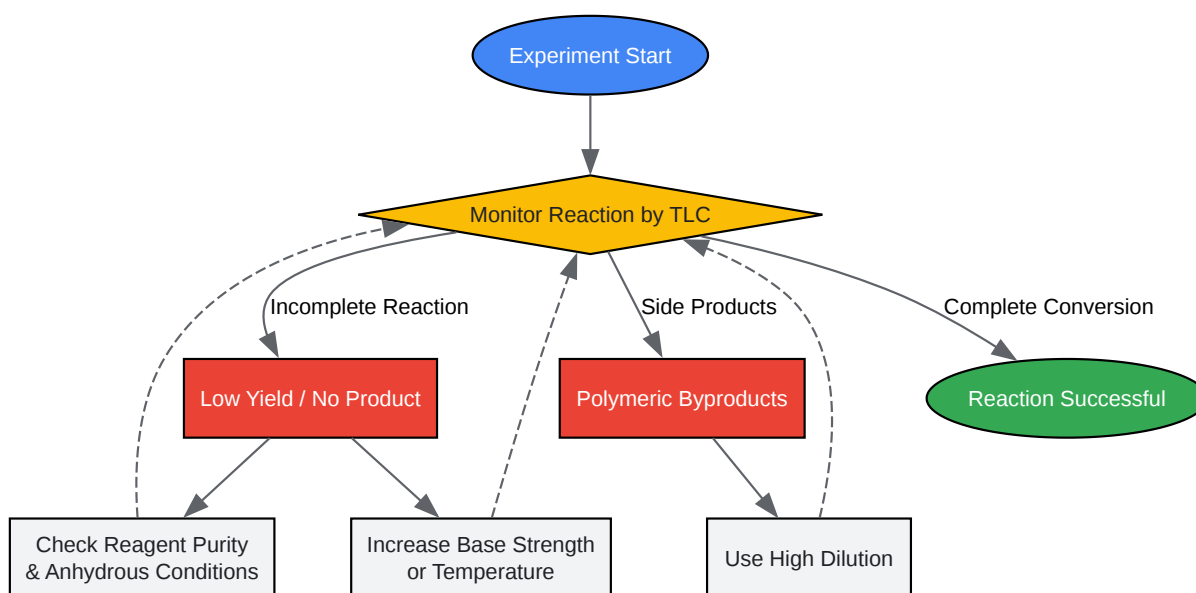 Experiment Start
Monitor Reaction by TLC
Incomplete Reaction
Side Products
Complete Conversion
Low Yield / No Product
Polymeric Byproducts
Reaction Successful
Check Reagent Purity
& Anhydrous Conditions
Increase Base Strength
or Temperature
Use High Dilution